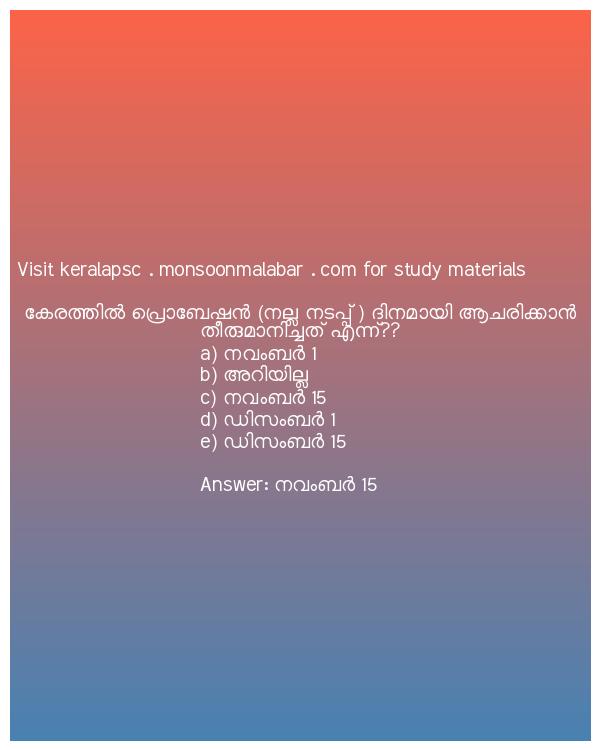 Visit keralapsc . monsoonmalabar . com for study materials
കേരത്തിൽ പ്രൊബേഷൻ (നല്ല നടപ്പ് ) ദിനമായി ആചരിക്കാൻ
തീരുമാനിച്ചത് എന്ന്??
a) നവംബർ 1
b) അറിയില്ല
c) നവംബർ 15
d) ഡിസംബർ 1
e) ഡിസംബർ 15
Answer: നവംബർ 15